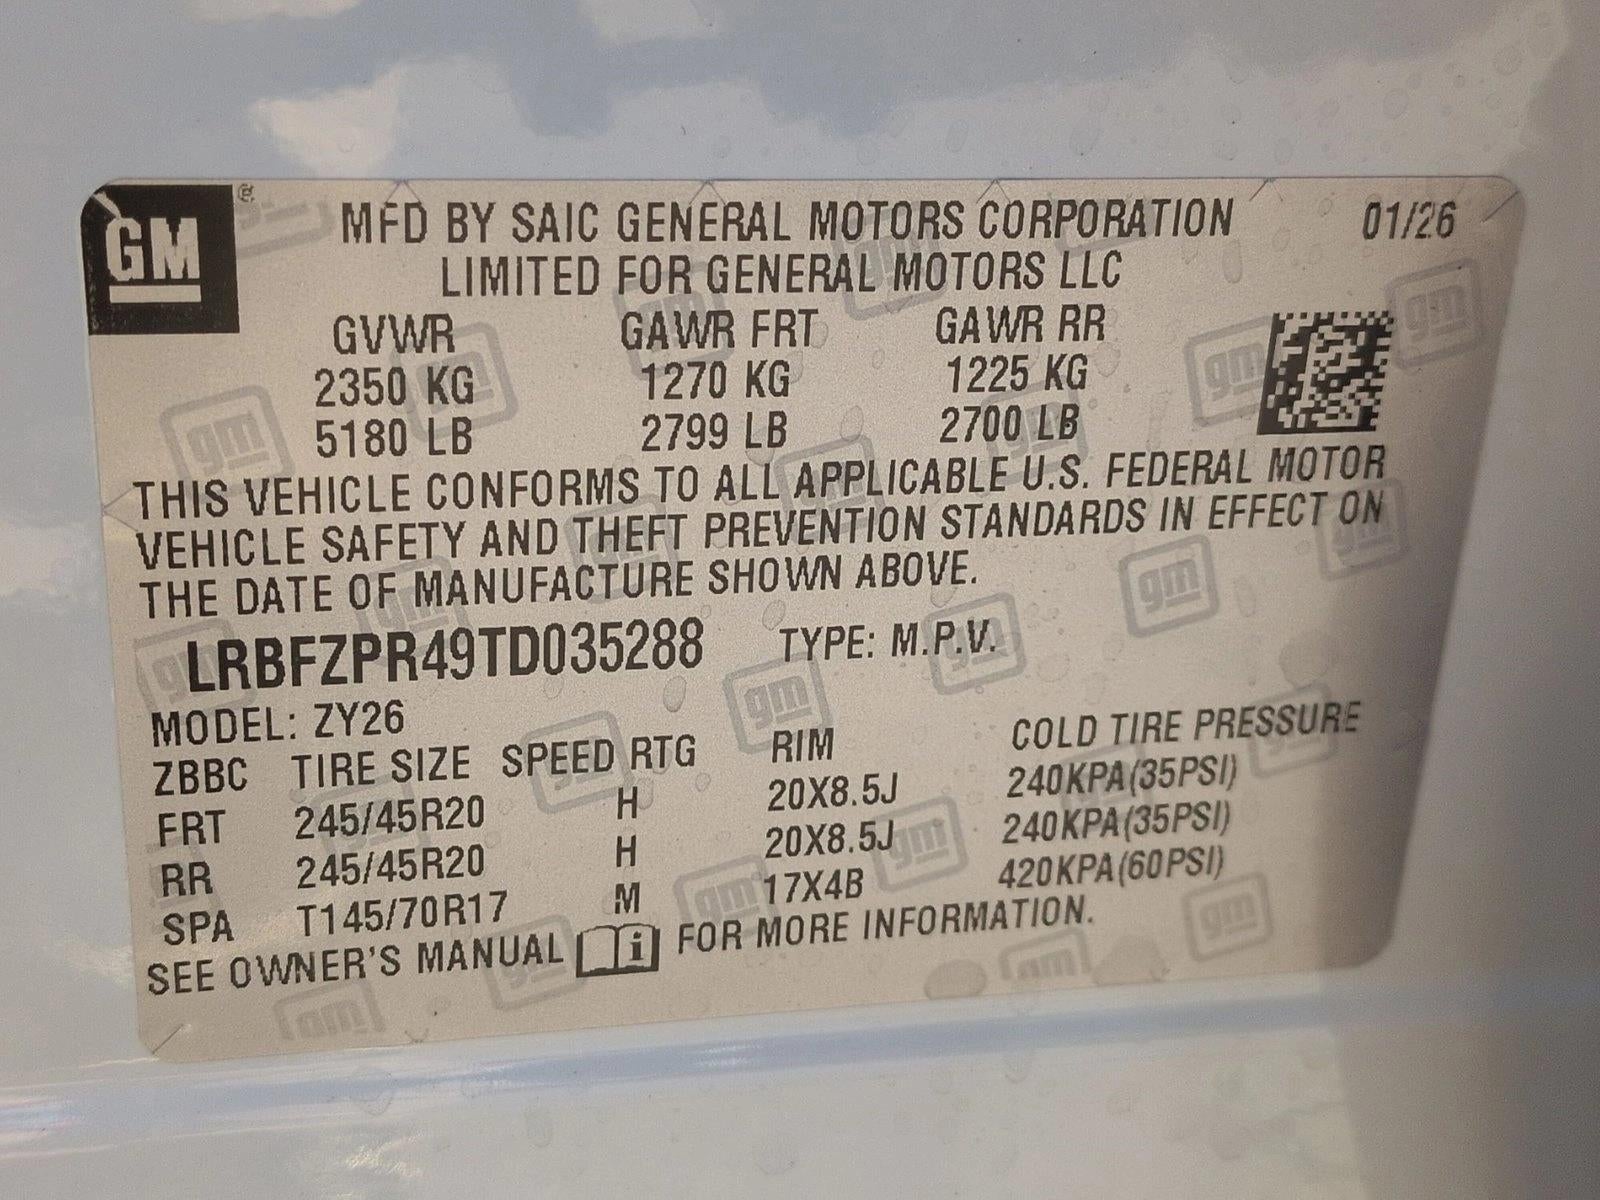 GM ®
MFD BY SAIC GENERAL MOTORS CORPORATION 01/26
LIMITED FOR GENERAL MOTORS LLC
GVWR GAWR FRT GAWR RR
2350 KG 1270 KG 1225 KG
5180 LB 2799 LB 2700 LB
THIS VEHICLE CONFORMS TO ALL APPLICABLE U.S. FEDERAL MOTOR
VEHICLE SAFETY AND THEFT PREVENTION STANDARDS IN EFFECT ON
THE DATE OF MANUFACTURE SHOWN ABOVE.
LRBFZPR49TD035288 TYPE: M.P.V.
MODEL: ZY26
ZBBC TIRE SIZE SPEED RTG RIM COLD TIRE PRESSURE
FRT 245/45R20 H 20X8.5J 240KPA(35PSI)
RR 245/45R20 H 20X8.5J 240KPA(35PSI)
SPA T145/70R17 M 17X4B 420KPA(60PSI)
SEE OWNER'S MANUAL i FOR MORE INFORMATION.